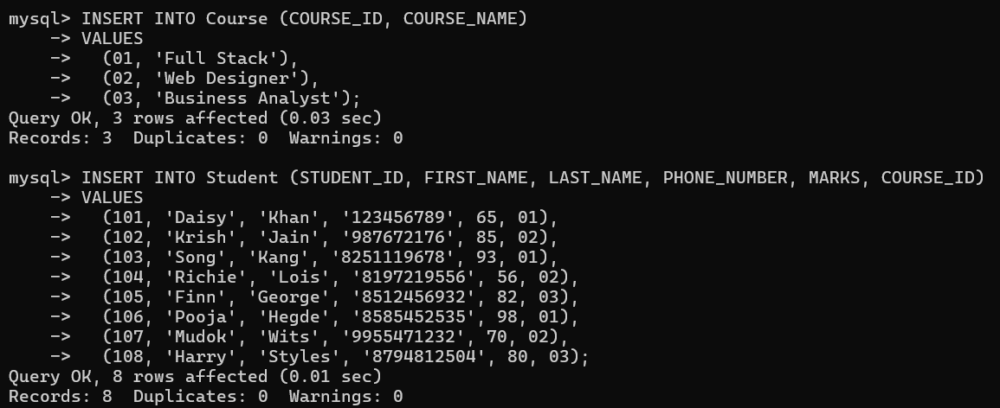 mysql> INSERT INTO Course (COURSE_ID, COURSE_NAME)
    -> VALUES
    ->   (01, 'Full Stack'),
    ->   (02, 'Web Designer'),
    ->   (03, 'Business Analyst');
Query OK, 3 rows affected (0.03 sec)
Records: 3  Duplicates: 0  Warnings: 0

mysql> INSERT INTO Student (STUDENT_ID, FIRST_NAME, LAST_NAME, PHONE_NUMBER, MARKS, COURSE_ID)
    -> VALUES
    ->   (101, 'Daisy', 'Khan', '123456789', 65, 01),
    ->   (102, 'Krish', 'Jain', '987672176', 85, 02),
    ->   (103, 'Song', 'Kang', '8251119678', 93, 01),
    ->   (104, 'Richie', 'Lois', '8197219556', 56, 02),
    ->   (105, 'Finn', 'George', '8512456932', 82, 03),
    ->   (106, 'Pooja', 'Hegde', '8585452535', 98, 01),
    ->   (107, 'Mudok', 'Wits', '9955471232', 70, 02),
    ->   (108, 'Harry', 'Styles', '8794812504', 80, 03);
Query OK, 8 rows affected (0.01 sec)
Records: 8  Duplicates: 0  Warnings: 0